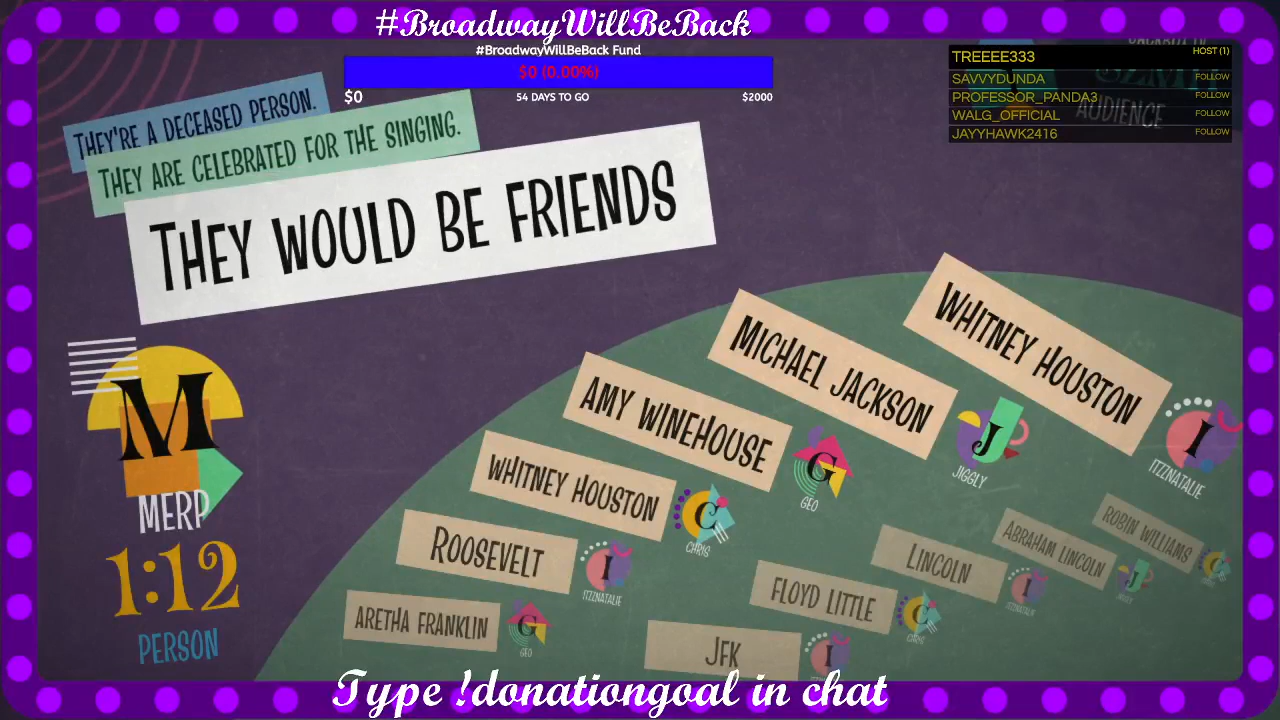 #BroadwayWillBeBack
#BroadwayWillBeBack Fund
$0 (0.00%)
$0 54 DAYS TO GO $2000
TREEEE333 HOST (1)
SAVVYDUNDA FOLLOW
PROFESSOR_PANDA3 FOLLOW
WALG_OFFICIAL FOLLOW
JAYYHAWK2416 FOLLOW
AUDIENCE
THEY'RE A DECEASED PERSON.
THEY ARE CELEBRATED FOR THE SINGING.
THEY WOULD BE FRIENDS
WHITNEY HOUSTON
I
ITZZNATALIE
MICHAEL JACKSON
J
JIGGLY
AMY WINEHOUSE
G
GEO
WHITNEY HOUSTON
C
CHRIS
ROOSEVELT
I
ITZZNATALIE
ARETHA FRANKLIN
G
GEO
ROBIN WILLIAMS
C
ABRAHAM LINCOLN
J
JIGGLY
LINCOLN
I
ITZZNATALIE
FLOYD LITTLE
C
CHRIS
JFK
I
M
MERP
1:12
PERSON
Type !donationgoal in chat